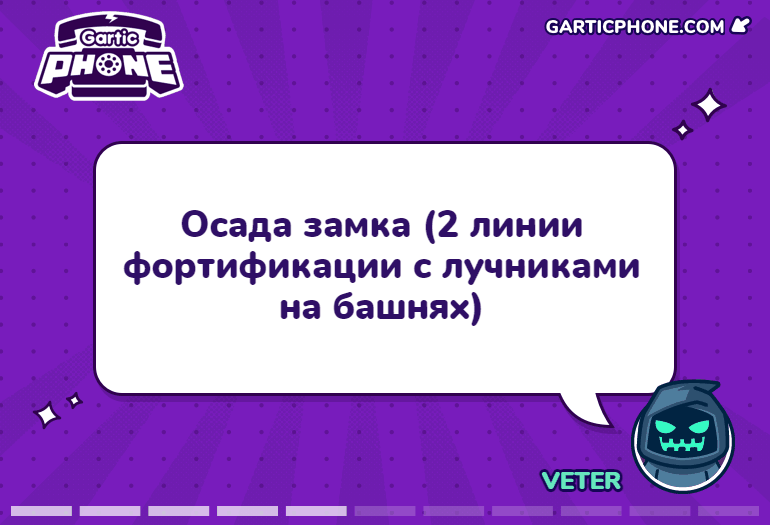 Gartic
PHONE
GARTICPHONE.COM
Осада замка (2 линии
фортификации с лучниками
на башнях)
VETER